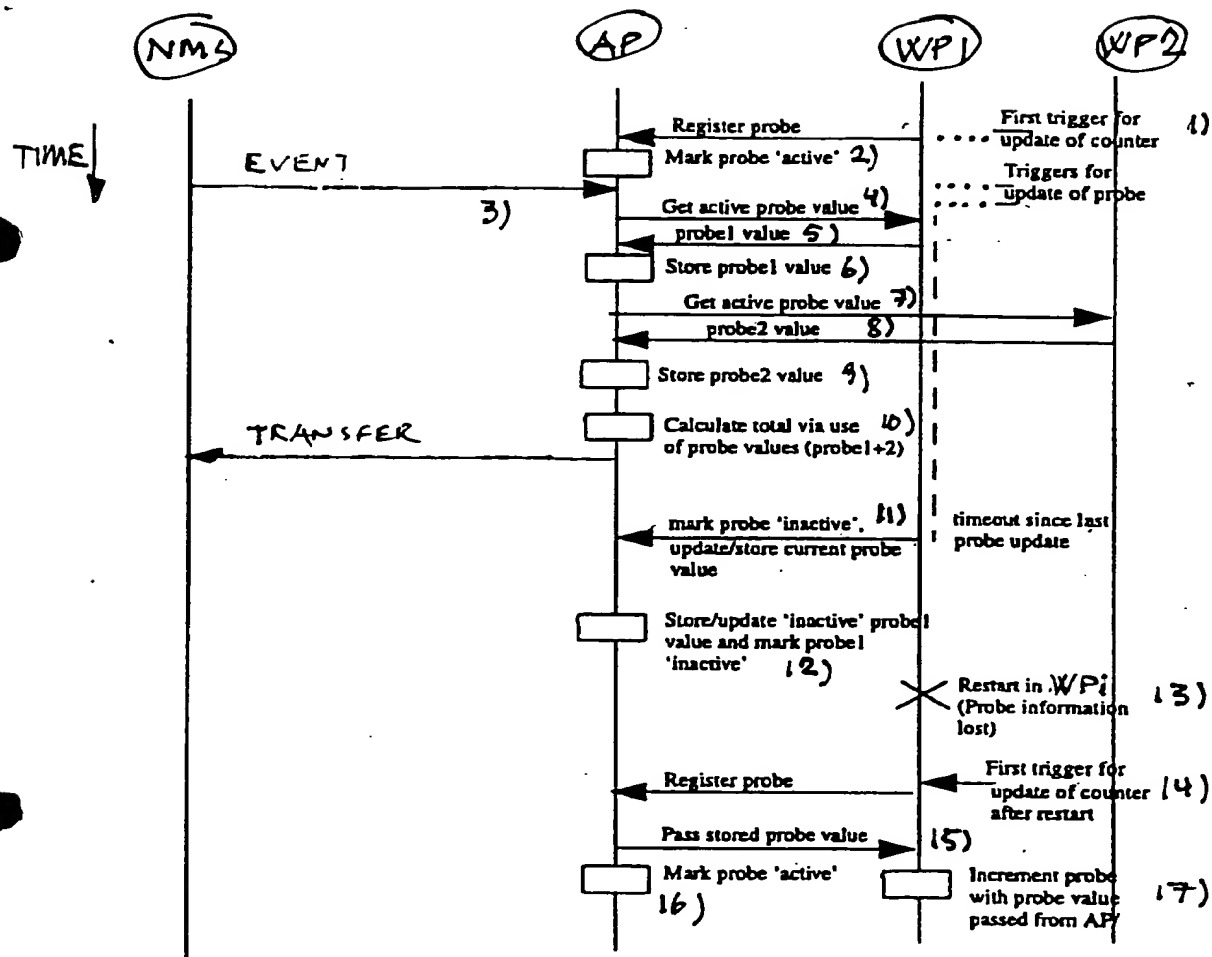 NMS
AP
WP1
WP2
First trigger for
update of counter
1)
Register probe
TIME
EVENT
Mark probe 'active' 2)
Triggers for
update of probe
3)
Get active probe value 4)
probe1 value 5)
Store probe1 value 6)
Get active probe value 7)
probe2 value 8)
Store probe2 value 9)
TRANSFER
Calculate total via use 10)
of probe values (probe1+2)
mark probe 'inactive'. 11)
update/store current probe
value
timeout since last
probe update
Store/update 'inactive' probe1
value and mark probe1
'inactive' 12)
Restart in WPi 13)
(Probe information
lost)
First trigger for
update of counter 14)
after restart
Register probe
Pass stored probe value 15)
Mark probe 'active'
16)
Increment probe
with probe value 17)
passed from AP/